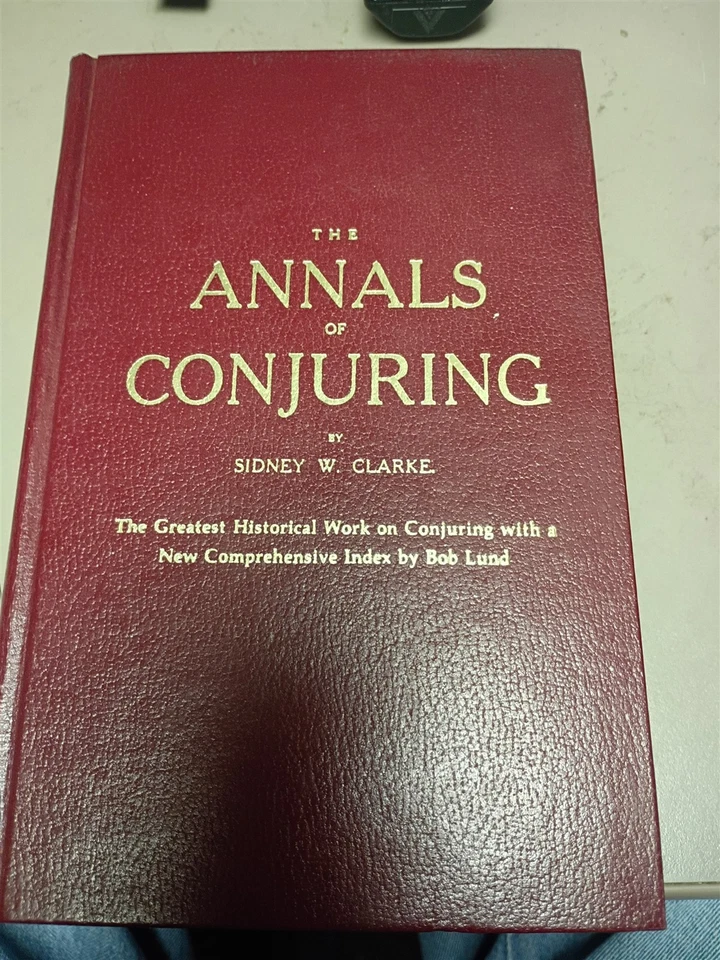 THE
ANNALS
OF
CONJURING
BY
SIDNEY W. CLARKE.
The Greatest Historical Work on Conjuring with a
New Comprehensive Index by Bob Lund